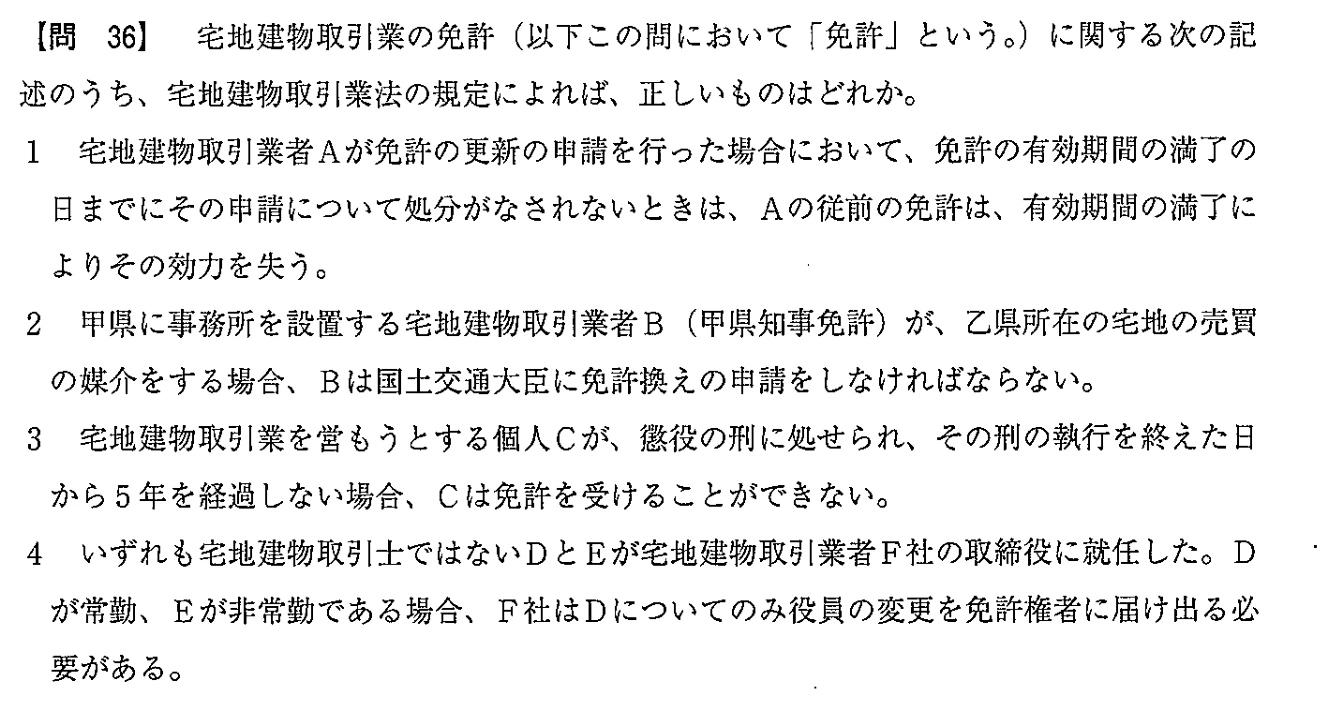 【問 36】 宅地建物取引業の免許(以下この問において「免許」という。)に関する次の記
述のうち、宅地建物取引業法の規定によれば、正しいものはどれか。
1 宅地建物取引業者Aが免許の更新の申請を行った場合において、免許の有効期間の満了の
日までにその申請について処分がなされないときは、Aの従前の免許は、有効期間の満了に
よりその効力を失う。
2 甲県に事務所を設置する宅地建物取引業者B(甲県知事免許)が、乙県所在の宅地の売買
の媒介をする場合、Bは国土交通大臣に免許換えの申請をしなければならない。
3 宅地建物取引業を営もうとする個人Cが、懲役の刑に処せられ、その刑の執行を終えた日
から5年を経過しない場合、Cは免許を受けることができない。
4 いずれも宅地建物取引士ではないDとEが宅地建物取引業者F社の取締役に就任した。D
が常勤、Eが非常勤である場合、F社はDについてのみ役員の変更を免許権者に届け出る必
要がある。